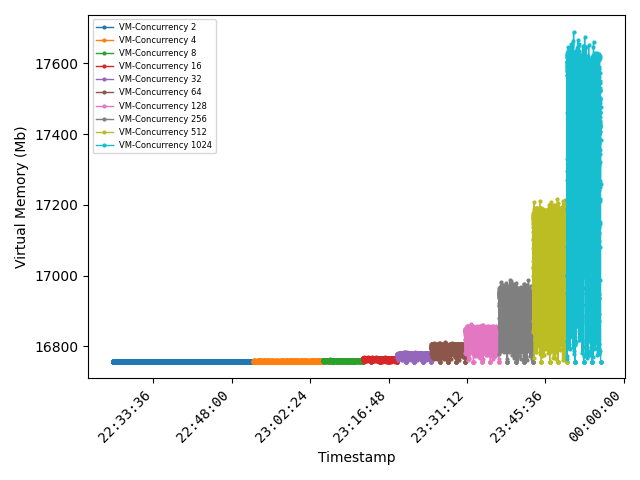 VM-Concurrency 2
VM-Concurrency 4
VM-Concurrency 8
VM-Concurrency 16
VM-Concurrency 32
VM-Concurrency 64
VM-Concurrency 128
VM-Concurrency 256
VM-Concurrency 512
VM-Concurrency 1024
Virtual Memory (Mb)
17600
17400
17200
17000
16800
22:33:36
22:48:00
23:02:24
23:16:48
23:31:12
23:45:36
00:00:00
Timestamp